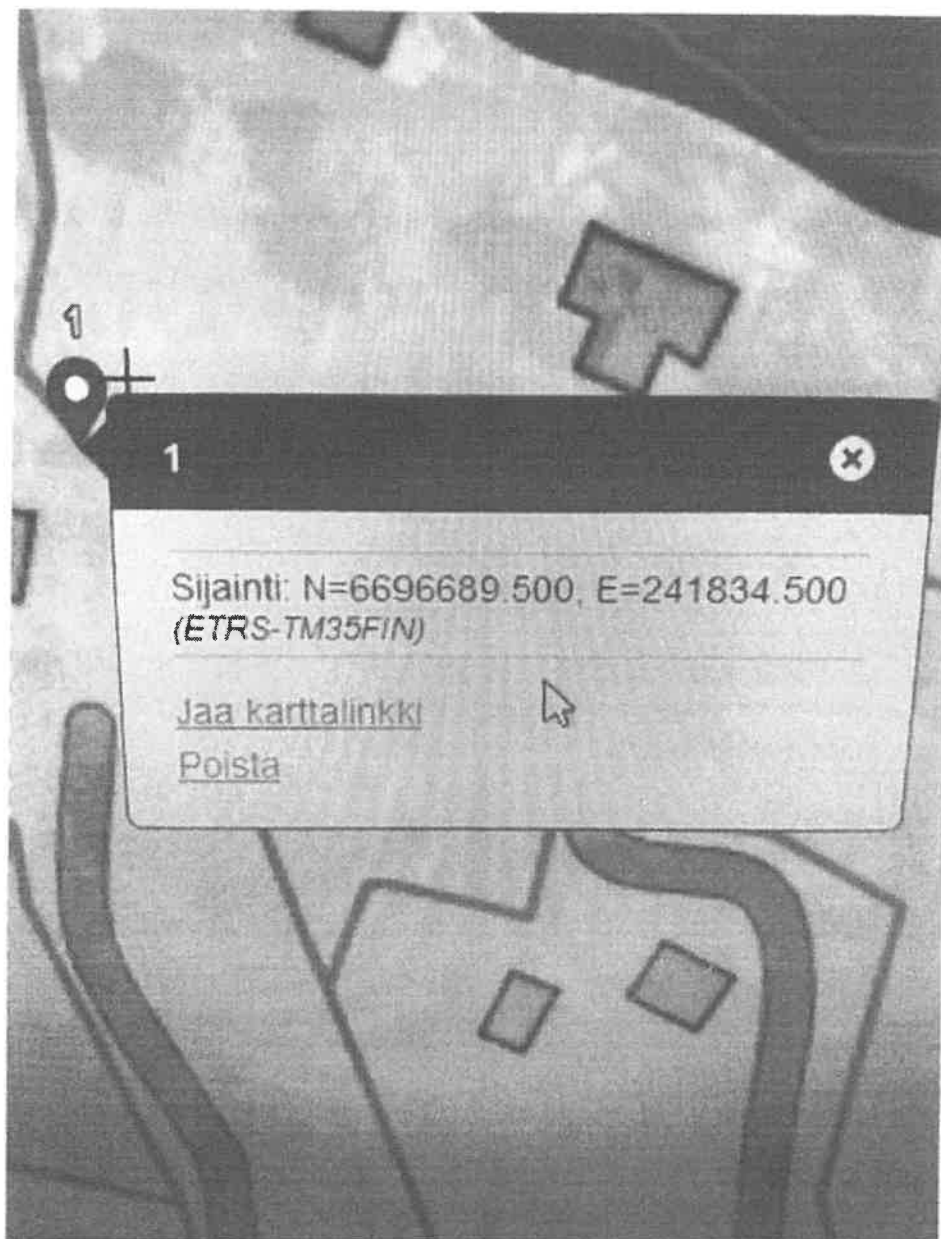 1
1
Sijainti: N=6696689.500, E=241834.500
(ETRS-TM35FIN)
Jaa karttalinkki
Poista